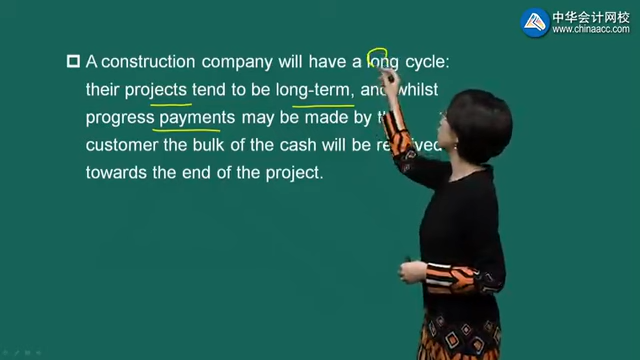 中华会计网校
www.chinaacc.com
A construction company will have a long cycle:
their projects tend to be long-term, and whilst
progress payments may be made by
customer the bulk of the cash will be
towards the end of the project.